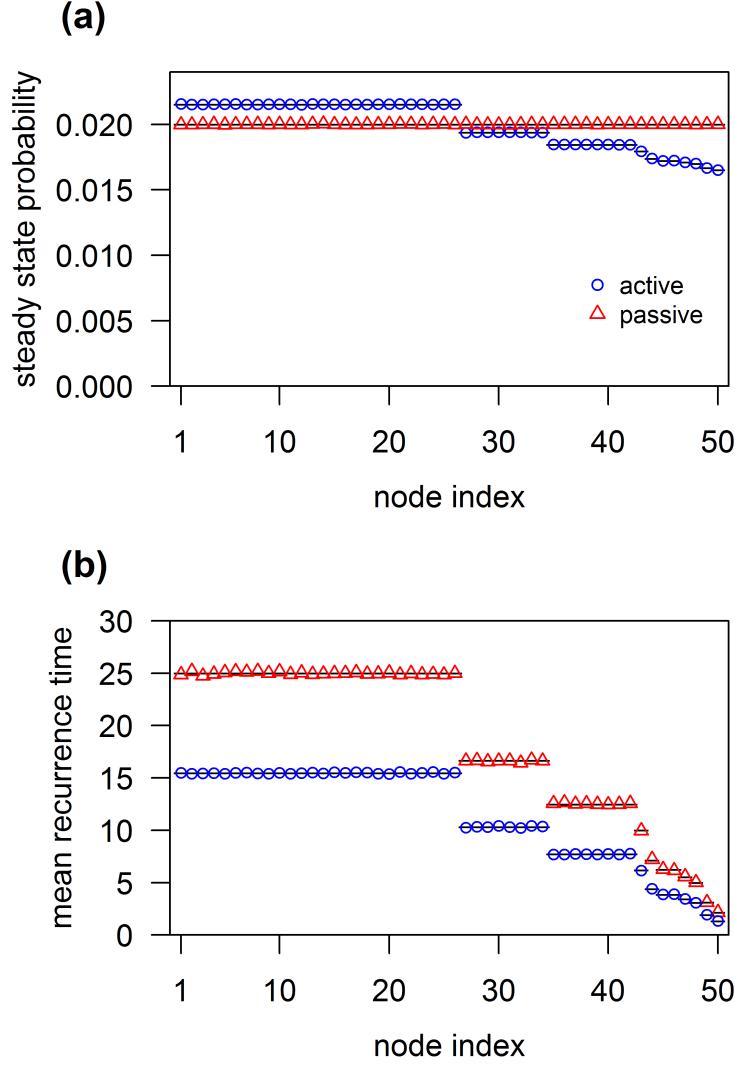 (a)
steady state probability
0.020
0.015
0.010
0.005
0.000
active
passive
1 10 20 30 40 50
node index
(b)
mean recurrence time
30
25
20
15
10
5
0
1 10 20 30 40 50
node index